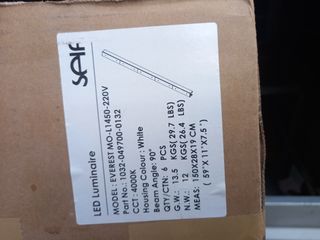 SEIF
LED Luminaire
MODEL: EVEREST MO-L1450-220V
Part No.: 1032-049700-0132
CCT: 4000K
Housing Colour: White
Beam Angle: 90°
QTY/CTN: 6 PCS
G.W.: 13.5 KGS(29.7 LBS)
N.W.: 12 KGS(26.4 LBS)
MEAS: 150X28X19 CM
( 59"X 11"X7.5 ")